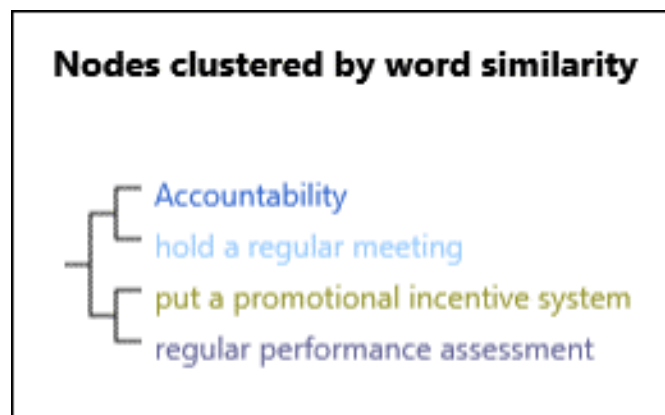 Nodes clustered by word similarity
Accountability
hold a regular meeting
put a promotional incentive system
regular performance assessment